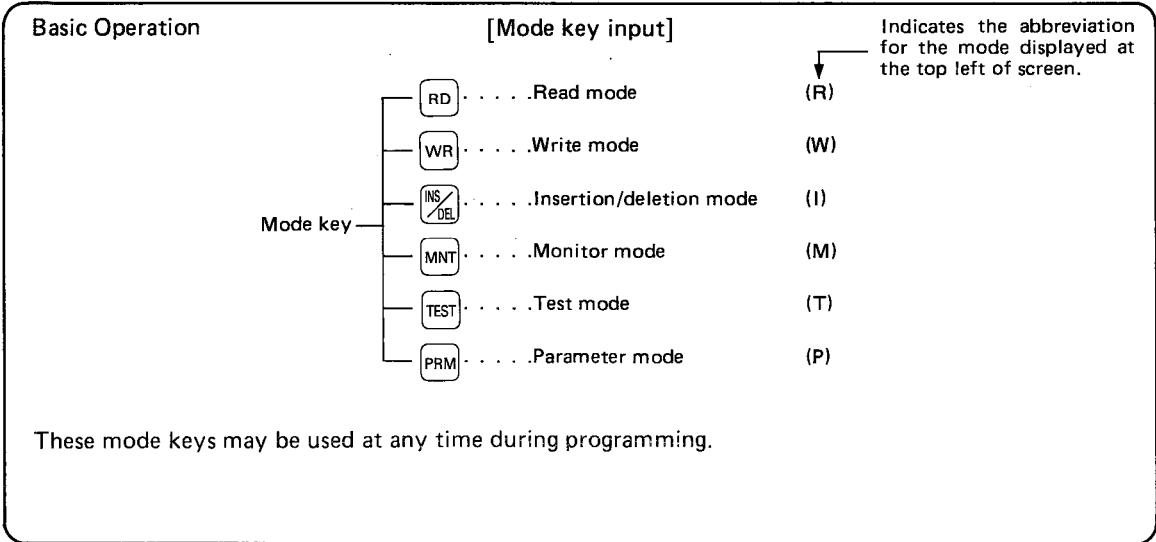 Basic Operation
[Mode key input]
Indicates the abbreviation
for the mode displayed at
the top left of screen.
RD . . . . .Read mode (R)
WR . . . . .Write mode (W)
INS/DEL . . . . .Insertion/deletion mode (I)
Mode key
MNT . . . . .Monitor mode (M)
TEST . . . . .Test mode (T)
PRM . . . . .Parameter mode (P)
These mode keys may be used at any time during programming.